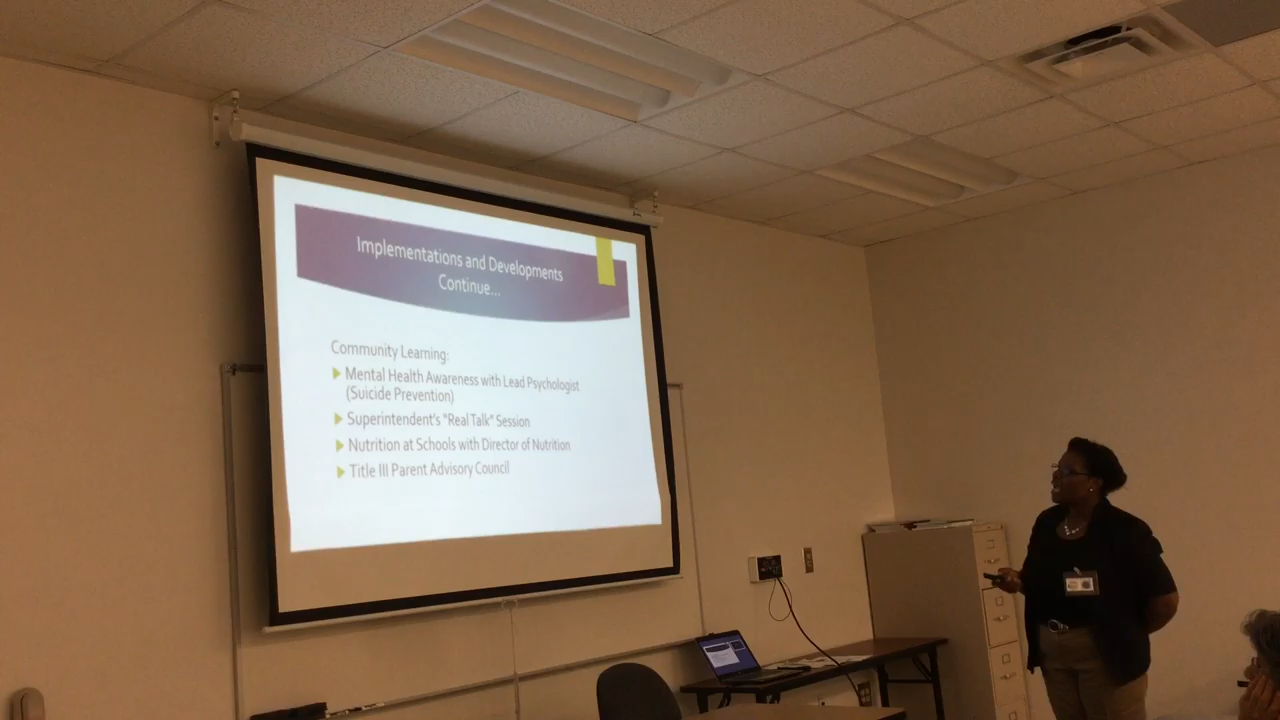 Implementations and Developments
Continue...
Community Learning:
Mental Health Awareness with Lead Psychologist
(Suicide Prevention)
Superintendent's "Real Talk" Session
Nutrition at Schools with Director of Nutrition
Title III Parent Advisory Council